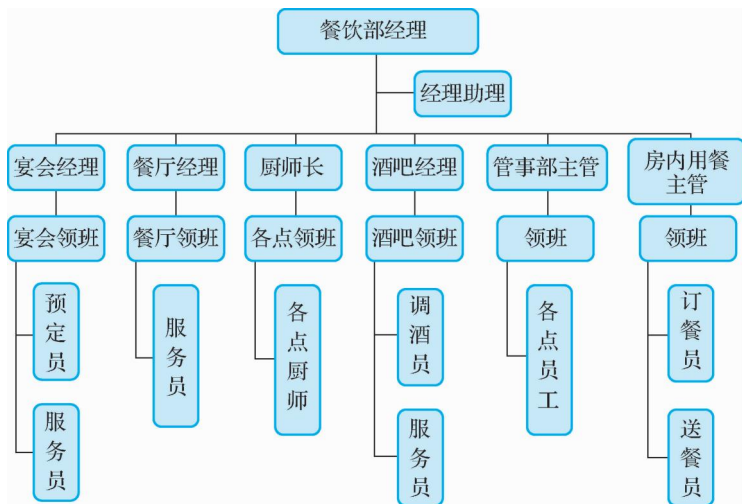 餐饮部经理
经理助理
宴会经理
餐厅经理
厨师长
酒吧经理
管事部主管
房内用餐
主管
宴会领班
餐厅领班
各点领班
酒吧领班
领班
领班
预定员
服务员
服务员
各点厨师
调酒员
服务员
各点员工
订餐员
送餐员